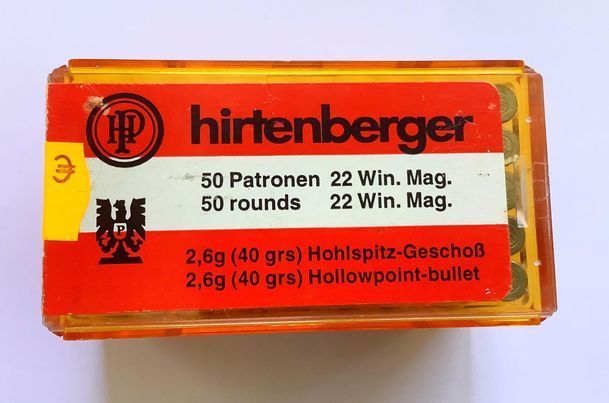 HP
hirtenberger
€
50 Patronen 22 Win. Mag.
50 rounds 22 Win. Mag.
P
2,6g (40 grs) Hohlspitz-Geschoß
2,6g (40 grs) Hollowpoint-bullet